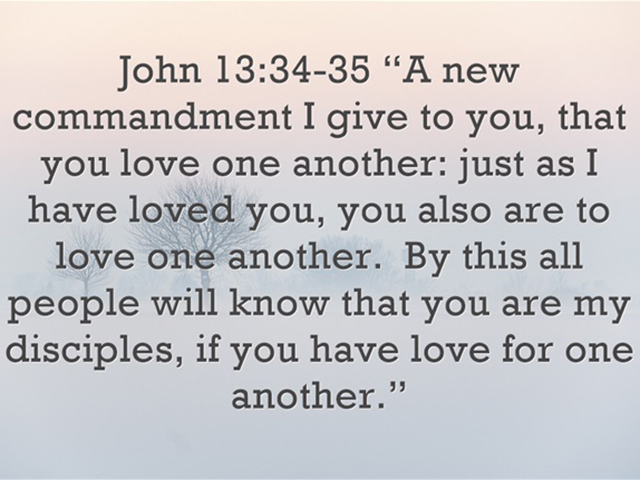 John 13:34-35 “A new
commandment I give to you, that
you love one another: just as I
have loved you, you also are to
love one another.  By this all
people will know that you are my
disciples, if you have love for one
another.”